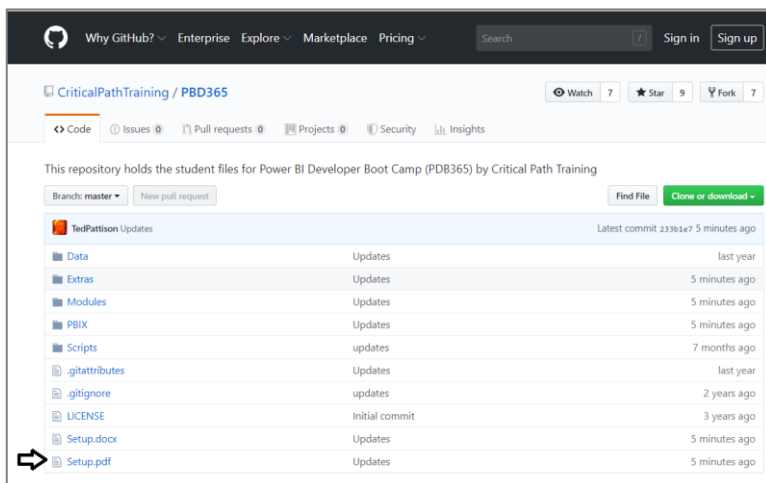 Why GitHub? Enterprise Explore Marketplace Pricing Search / Sign in Sign up
CriticalPathTraining / PBD365 Watch 7 Star 9 Fork 7
Code Issues 0 Pull requests 0 Projects 0 Security Insights
This repository holds the student files for Power BI Developer Boot Camp (PDB365) by Critical Path Training
Branch: master New pull request Find File Clone or download
TedPattison Updates Latest commit 233b1e7 5 minutes ago
Data Updates last year
Extras Updates 5 minutes ago
Modules Updates 5 minutes ago
PBIX Updates 5 minutes ago
Scripts updates 7 months ago
.gitattributes Updates last year
.gitignore updates 2 years ago
LICENSE Initial commit 3 years ago
Setup.docx Updates 5 minutes ago
Setup.pdf Updates 5 minutes ago